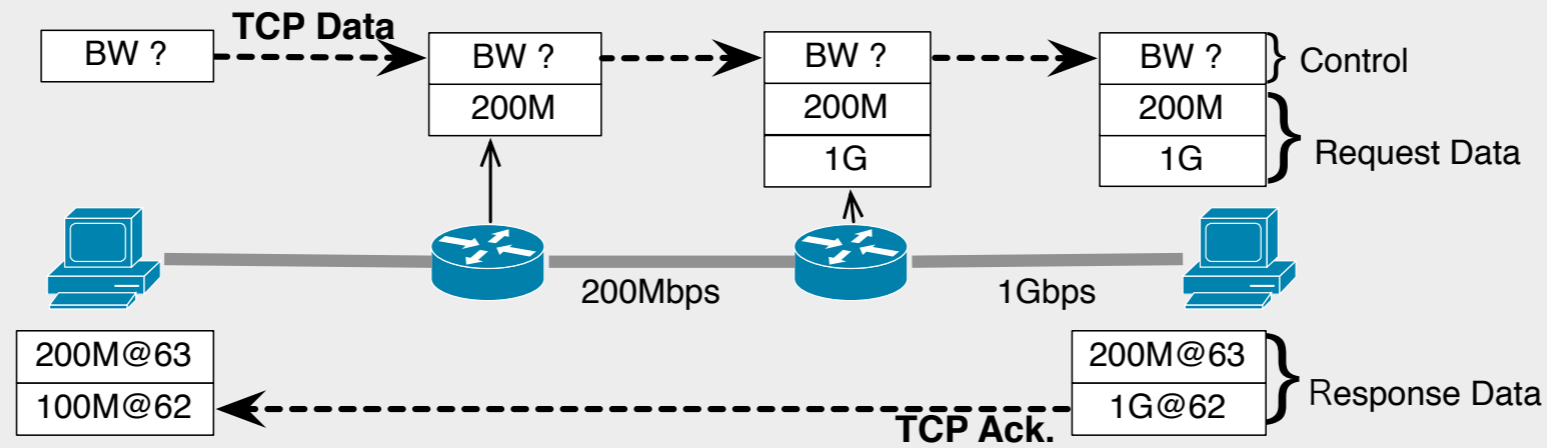 TCP Data
BW ?
BW ?
BW ?
BW ?
Control
200M
200M
200M
1G
1G
Request Data
200Mbps
1Gbps
200M@63
200M@63
100M@62
1G@62
Response Data
TCP Ack.